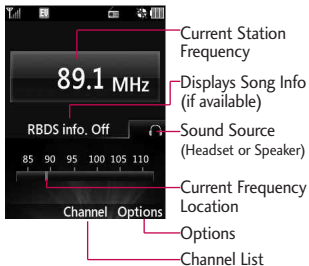 89.1 MHz
RBDS info. Off
85 90 95 100 105 110
Channel Options
Current Station
Frequency
Displays Song Info
(if available)
Sound Source
(Headset or Speaker)
Current Frequency
Location
Options
Channel List